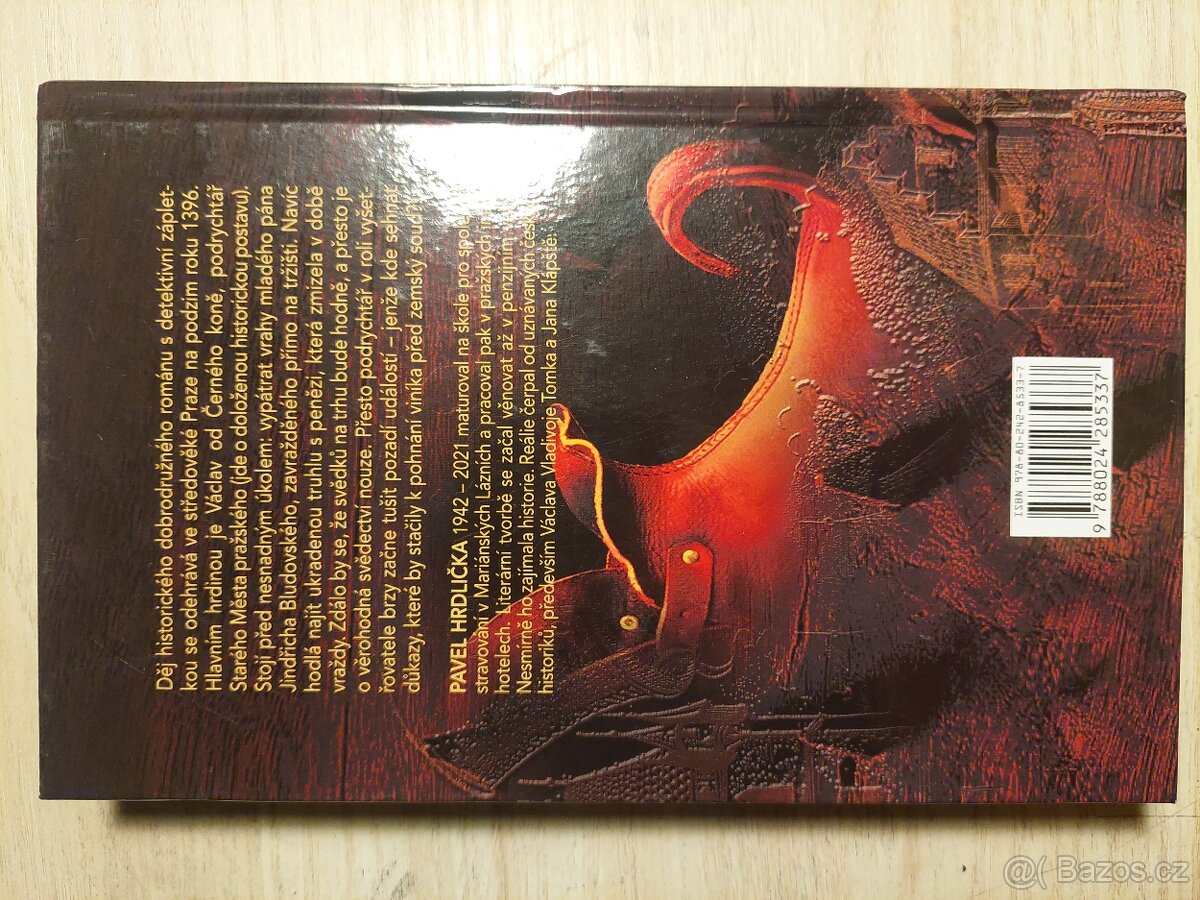 Děj historického dobrodružného románu s detektivní záplet-
kou se odehrává ve středověké Praze na podzim roku 1396.
Hlavním hrdinou je Václav od Černého koně, podrychtář
Starého Města pražského (jde o doloženou historickou postavu).
Stojí před nesnadným úkolem: vypátrat vrahy mladého pána
Jindřicha Bludovského, zavražděného přímo na tržišti. Navíc
hodlá najít ukradenou truhlu s penězi, která zmizela v době
vraždy. Zdálo by se, že svědků na trhu bude hodně, a přesto je
o věrohodná svědectví nouze. Přesto podrychtář v roli vyšet-
řovatele brzy začne tušit pozadí událostí – jenže kde sehnat
důkazy, které by stačily k pohnání viníka před zemský soud?
PAVEL HRDLIČKA 1942 – 2021 maturoval na škole pro spol.
stravování v Mariánských Lázních a pracoval pak v pražských
hotelech. Literární tvorbě se začal věnovat až v penzijním
Nesmírně ho zajímala historie. Reálie čerpal od uznávaných
historiků, především Václava Vladivoje Tomka a Jana Klápště.
ISBN 978-80-242-8533-7
9 788024 285337
Bazos.cz